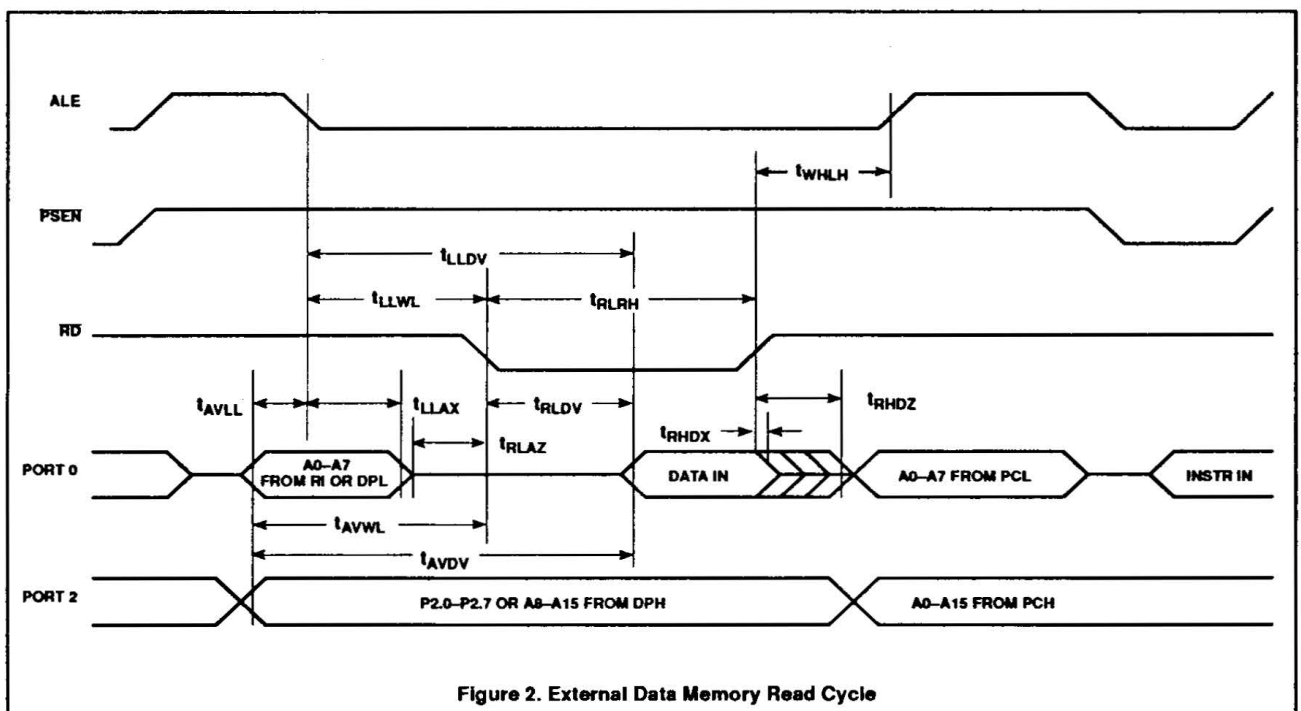 ALE
tWHLH
PSEN
tLLDV
tLLWL
tRLRH
RD
tAVLL
tLLAX
tRLDV
tRHDZ
tRHDX
tRLAZ
PORT 0
A0–A7
FROM RI OR DPL
DATA IN
A0–A7 FROM PCL
INSTR IN
tAVWL
tAVDV
PORT 2
P2.0–P2.7 OR A8–A15 FROM DPH
A0–A15 FROM PCH
Figure 2. External Data Memory Read Cycle